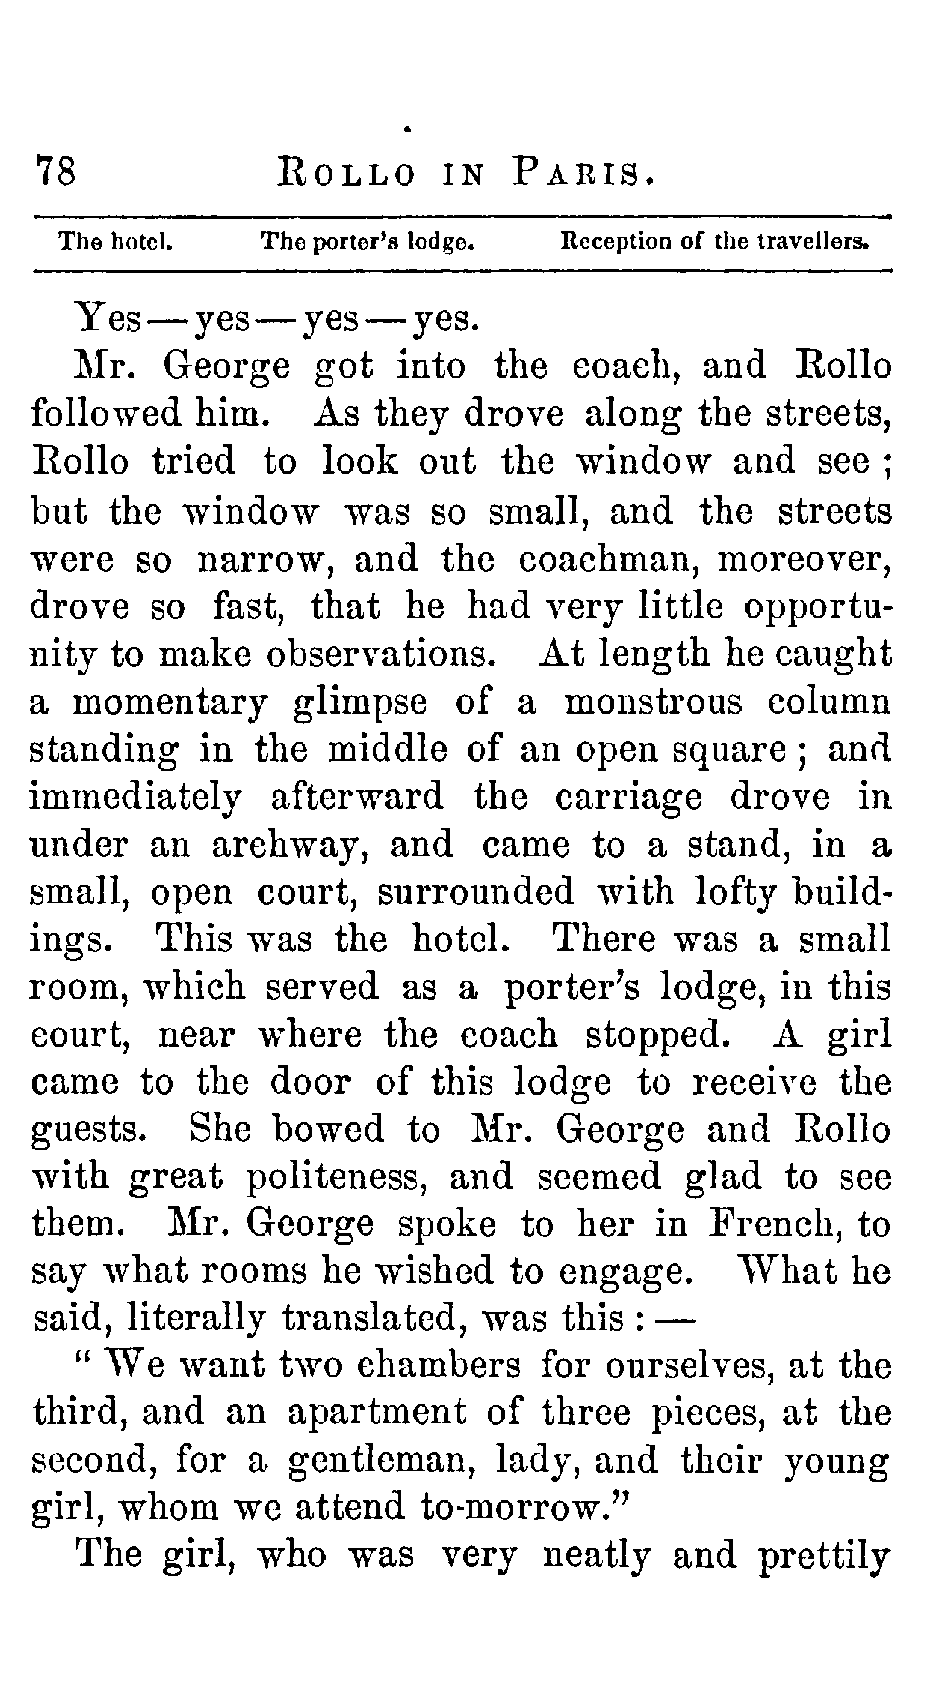 78 ROLLO IN PARIS.
The hotel. The porter's lodge. Reception of the travellers.
Yes—yes—yes—yes.
Mr. George got into the coach, and Rollo
followed him. As they drove along the streets,
Rollo tried to look out the window and see ;
but the window was so small, and the streets
were so narrow, and the coachman, moreover,
drove so fast, that he had very little opportu-
nity to make observations. At length he caught
a momentary glimpse of a monstrous column
standing in the middle of an open square ; and
immediately afterward the carriage drove in
under an archway, and came to a stand, in a
small, open court, surrounded with lofty build-
ings. This was the hotel. There was a small
room, which served as a porter's lodge, in this
court, near where the coach stopped. A girl
came to the door of this lodge to receive the
guests. She bowed to Mr. George and Rollo
with great politeness, and seemed glad to see
them. Mr. George spoke to her in French, to
say what rooms he wished to engage. What he
said, literally translated, was this : —
“ We want two chambers for ourselves, at the
third, and an apartment of three pieces, at the
second, for a gentleman, lady, and their young
girl, whom we attend to-morrow.”
The girl, who was very neatly and prettily